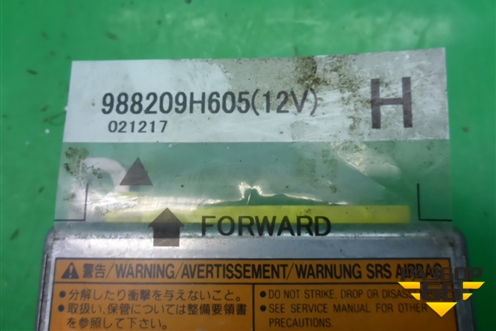 988209H605(12V) H
021217
FORWARD
警告/WARNING/AVERTISSEMENT/WARNUNG SRS AIRBAG
●分解したり衝撃を与えないこと。
●取扱い、保管については整備要領書
を参照して下さい。
●DO NOT STRIKE, DROP OR DISAS
●SEE SERVICE MANUAL FOR OTHER
PRECAUTIONS.